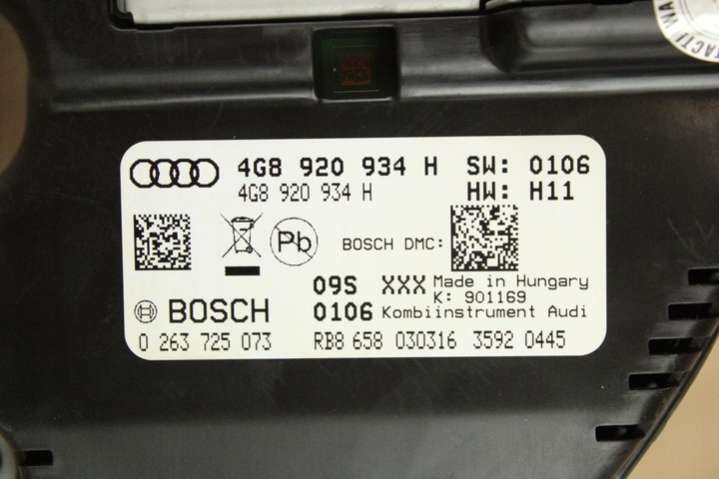 4G8 920 934 H SW: 0106
4G8 920 934 H HW: H11
Pb BOSCH DMC:
09S XXX Made in Hungary
K: 901169
BOSCH 0106 Kombiinstrument Audi
0 263 725 073 RB8 658 030316 3592 0445